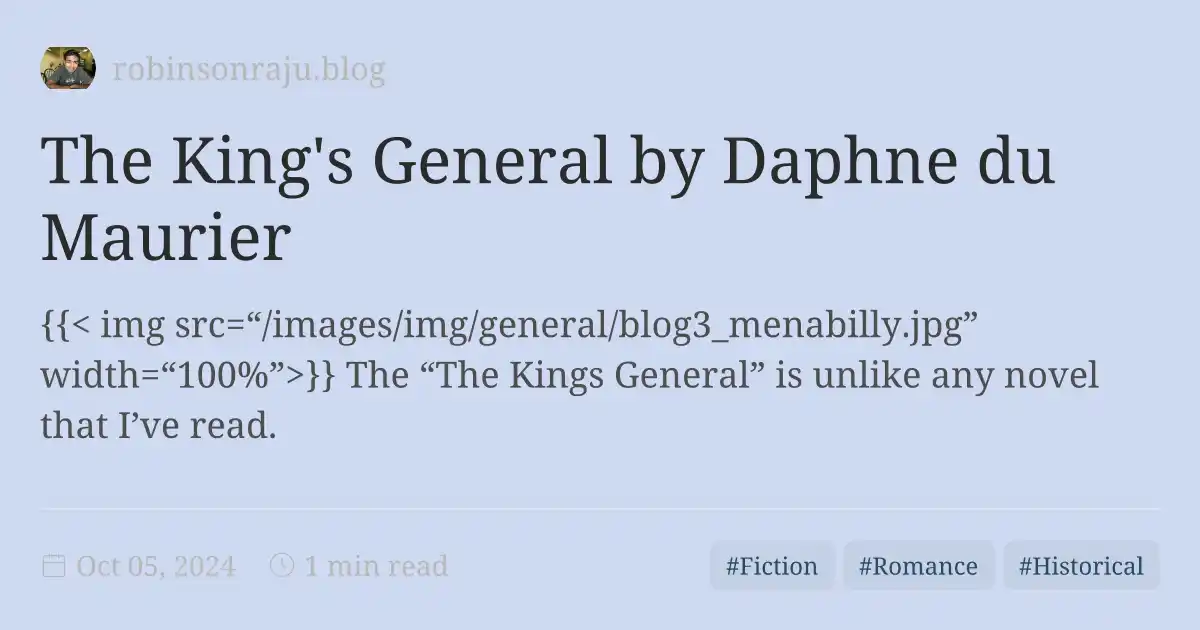 robinsonraju.blog
The King's General by Daphne du
Maurier
{{< img src=“/images/img/general/blog3_menabilly.jpg”
width=“100%”>}} The “The Kings General” is unlike any novel
that I’ve read.
Oct 05, 2024 1 min read #Fiction #Romance #Historical